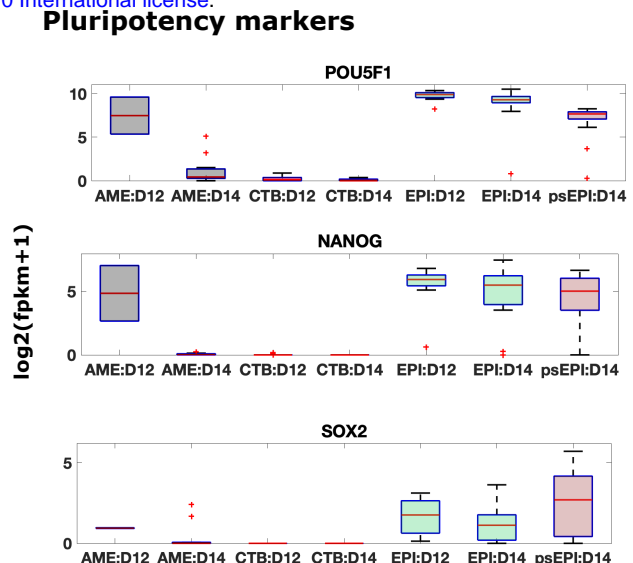 0 International license.
Pluripotency markers
POU5F1
10
5
0
AME:D12 AME:D14 CTB:D12 CTB:D14 EPI:D12 EPI:D14 psEPI:D14
NANOG
5
0
AME:D12 AME:D14 CTB:D12 CTB:D14 EPI:D12 EPI:D14 psEPI:D14
log2(fpkm+1)
SOX2
5
0
AME:D12 AME:D14 CTB:D12 CTB:D14 EPI:D12 EPI:D14 psEPI:D14